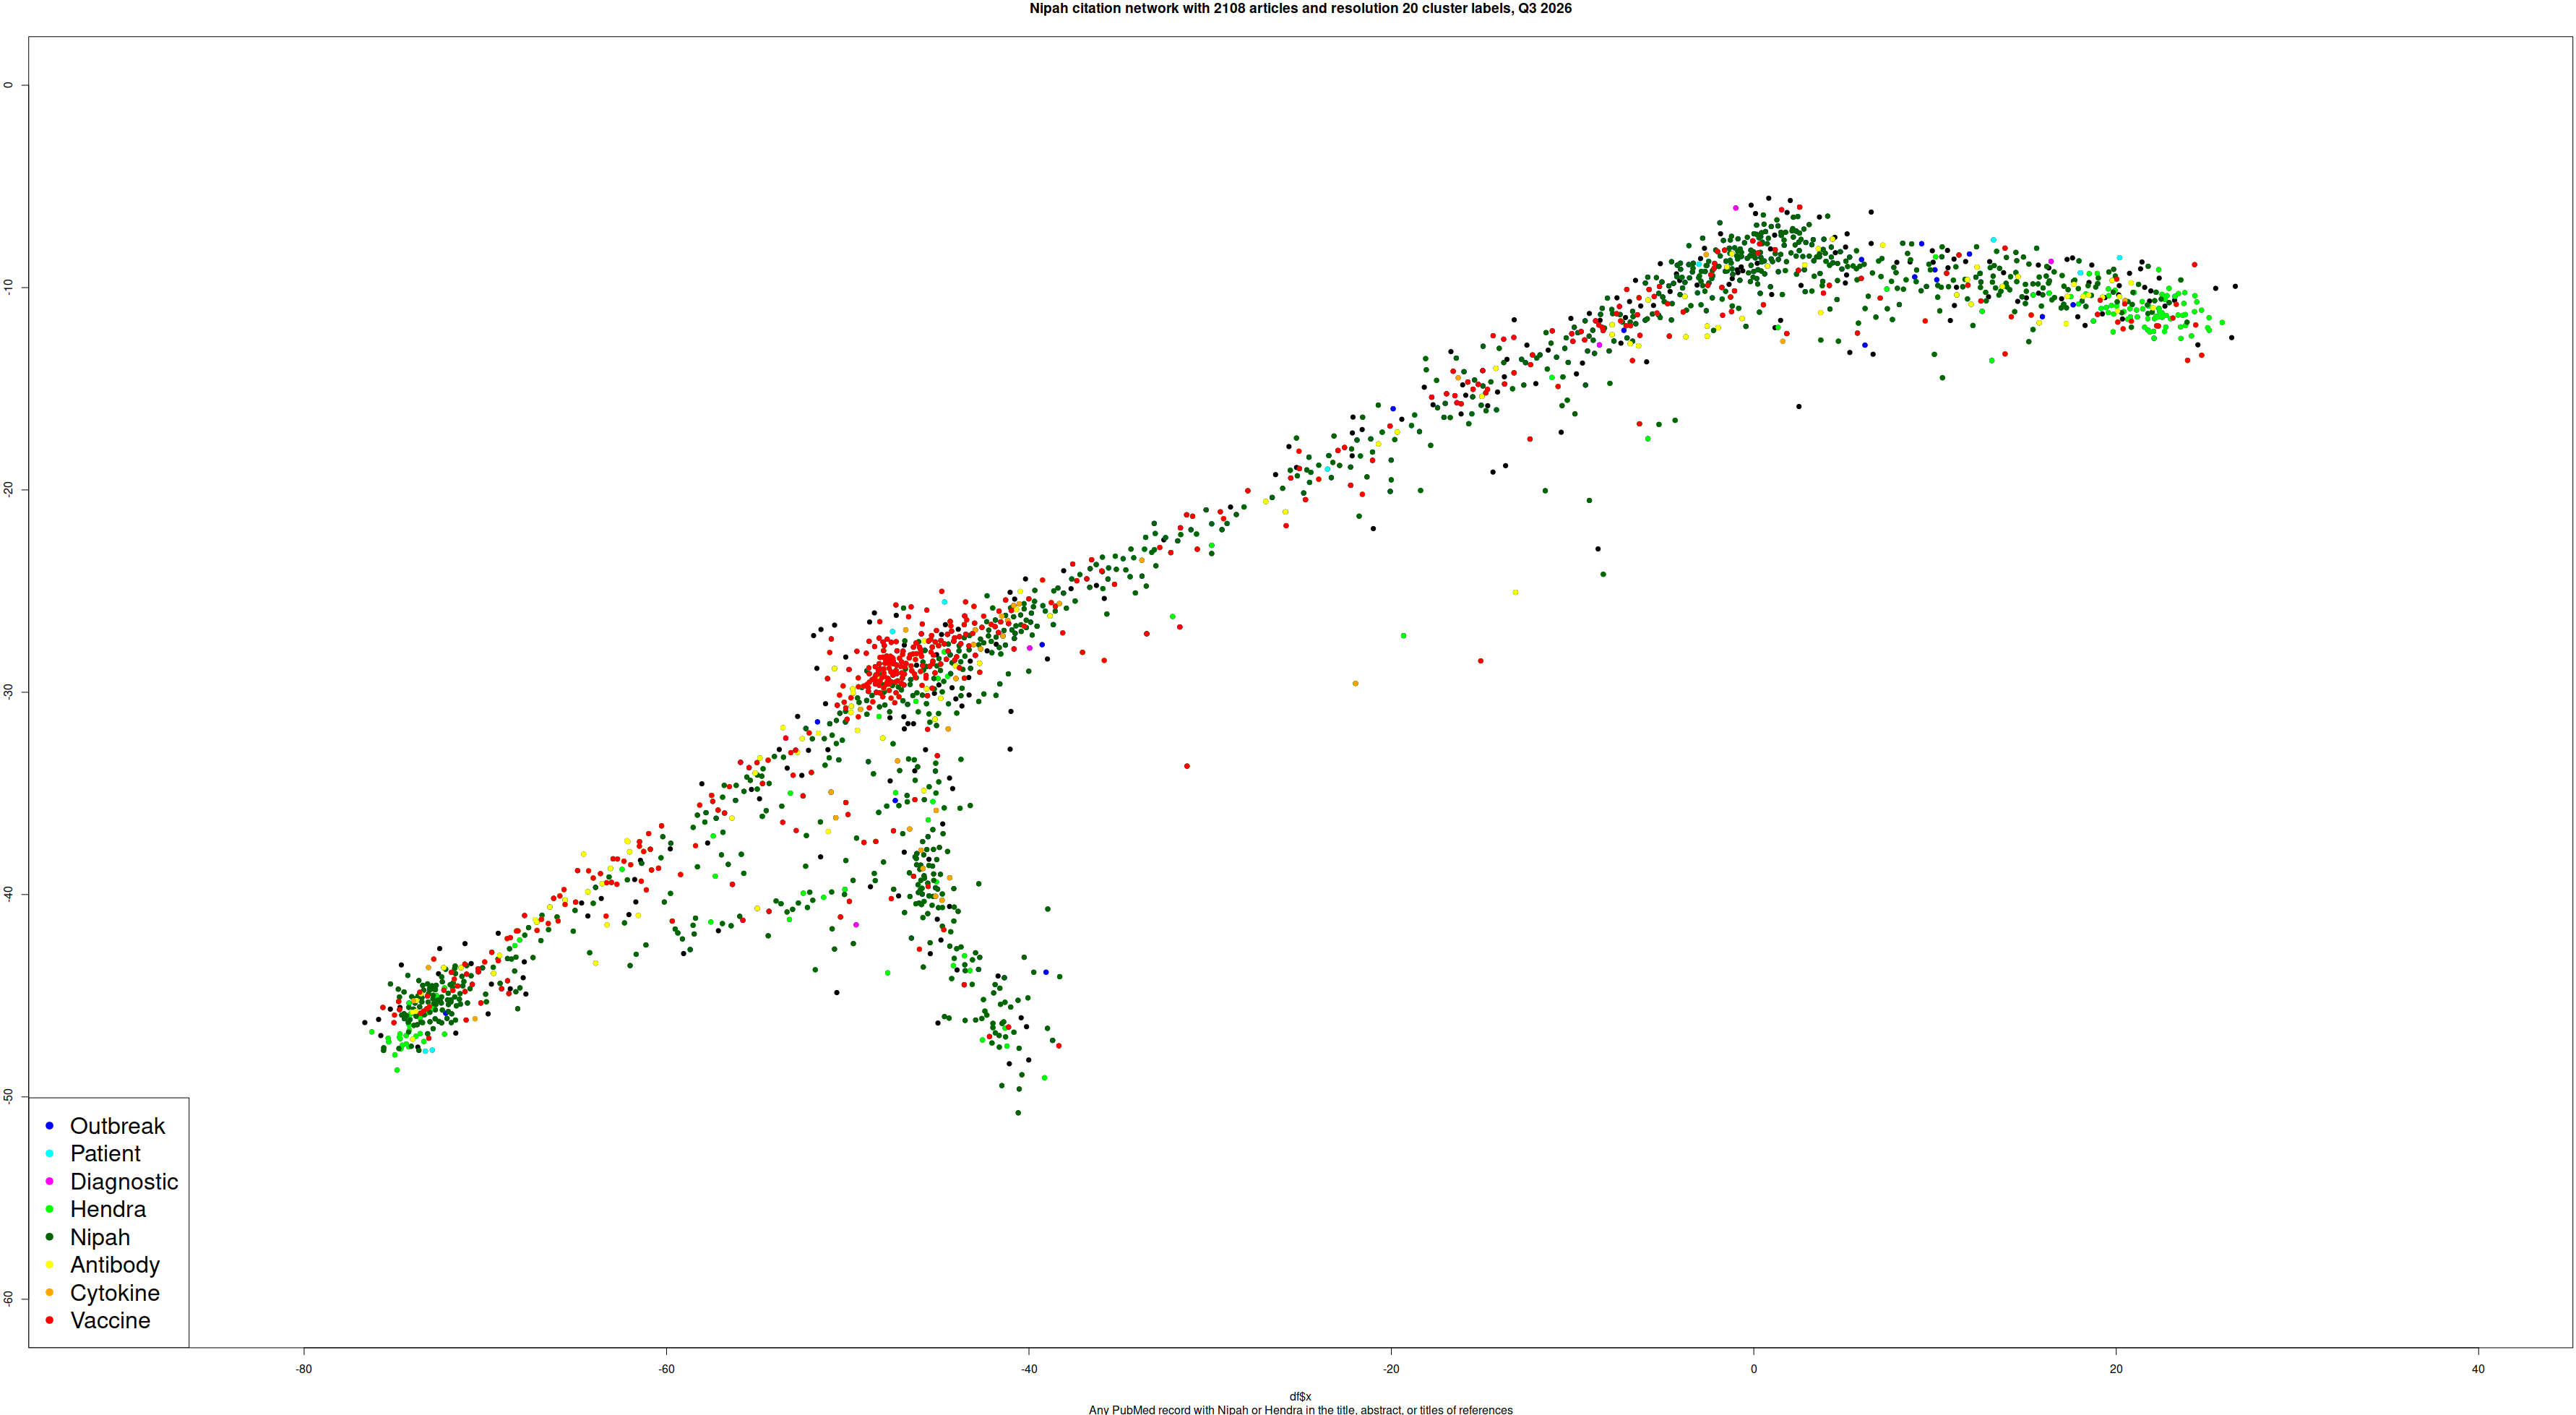 Nipah citation network with 2108 articles and resolution 20 cluster labels, Q3 2026
0
-10
-20
-30
-40
-50
-60
Outbreak
Patient
Diagnostic
Hendra
Nipah
Antibody
Cytokine
Vaccine
-80 -60 -40 -20 0 20 40
df$x
Any PubMed record with Nipah or Hendra in the title, abstract, or titles of references